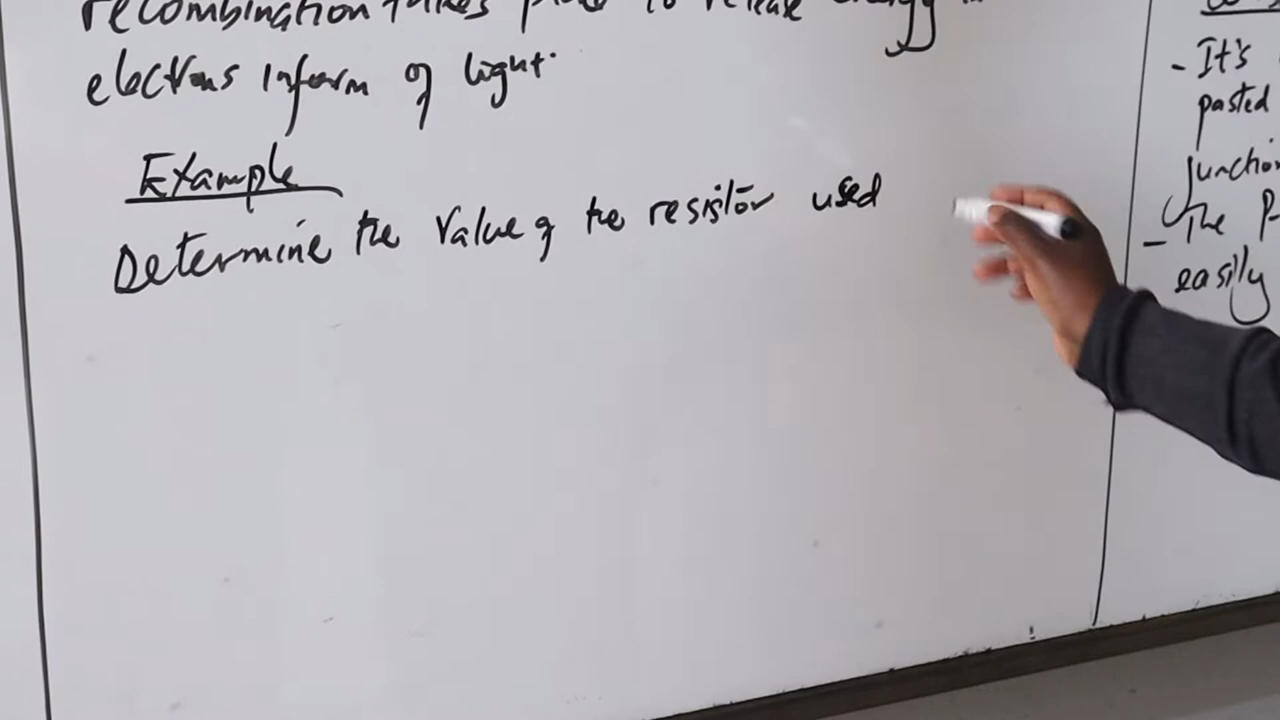 recombination takes place to release energy in
electrons inform of light.
Example
Determine the value of the resistor used
- It's
pasted
junction
- The P-
easily